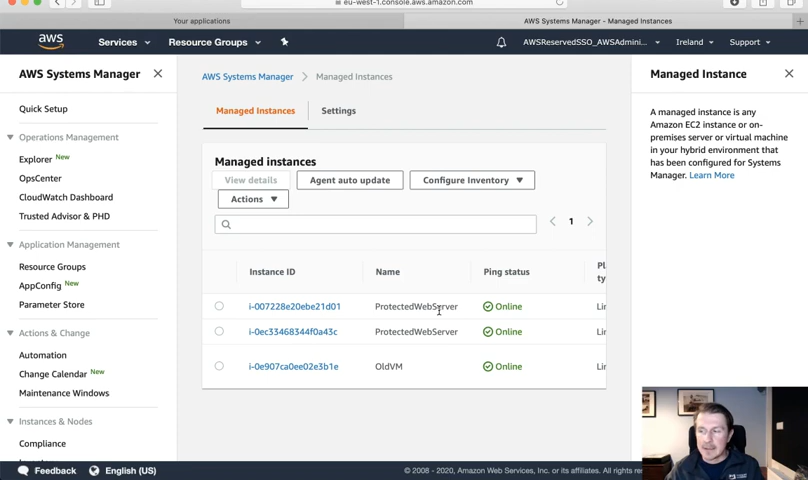 eu-west-1.console.aws.amazon.com
Your applications
AWS Systems Manager - Managed Instances
aws
Services
Resource Groups
AWSReservedSSO_AWSAdmini...
Ireland
Support
AWS Systems Manager
Quick Setup
Operations Management
Explorer New
OpsCenter
CloudWatch Dashboard
Trusted Advisor & PHD
Application Management
Resource Groups
AppConfig New
Parameter Store
Actions & Change
Automation
Change Calendar New
Maintenance Windows
Instances & Nodes
Compliance
AWS Systems Manager
Managed Instances
Managed Instances
Settings
Managed instances
View details
Agent auto update
Configure Inventory
Actions
1
Instance ID
Name
Ping status
Pl
ty
i-007228e20ebe21d01
ProtectedWebServer
Online
Lin
i-0ec33468344f0a43c
ProtectedWebServer
Online
Lin
i-0e907ca0ee02e3b1e
OldVM
Online
Lin
Managed Instance
A managed instance is any
Amazon EC2 instance or on-
premises server or virtual machine
in your hybrid environment that
has been configured for Systems
Manager. Learn More
Feedback
English (US)
© 2008 - 2020, Amazon Web Services, Inc. or its affiliates. All rights res